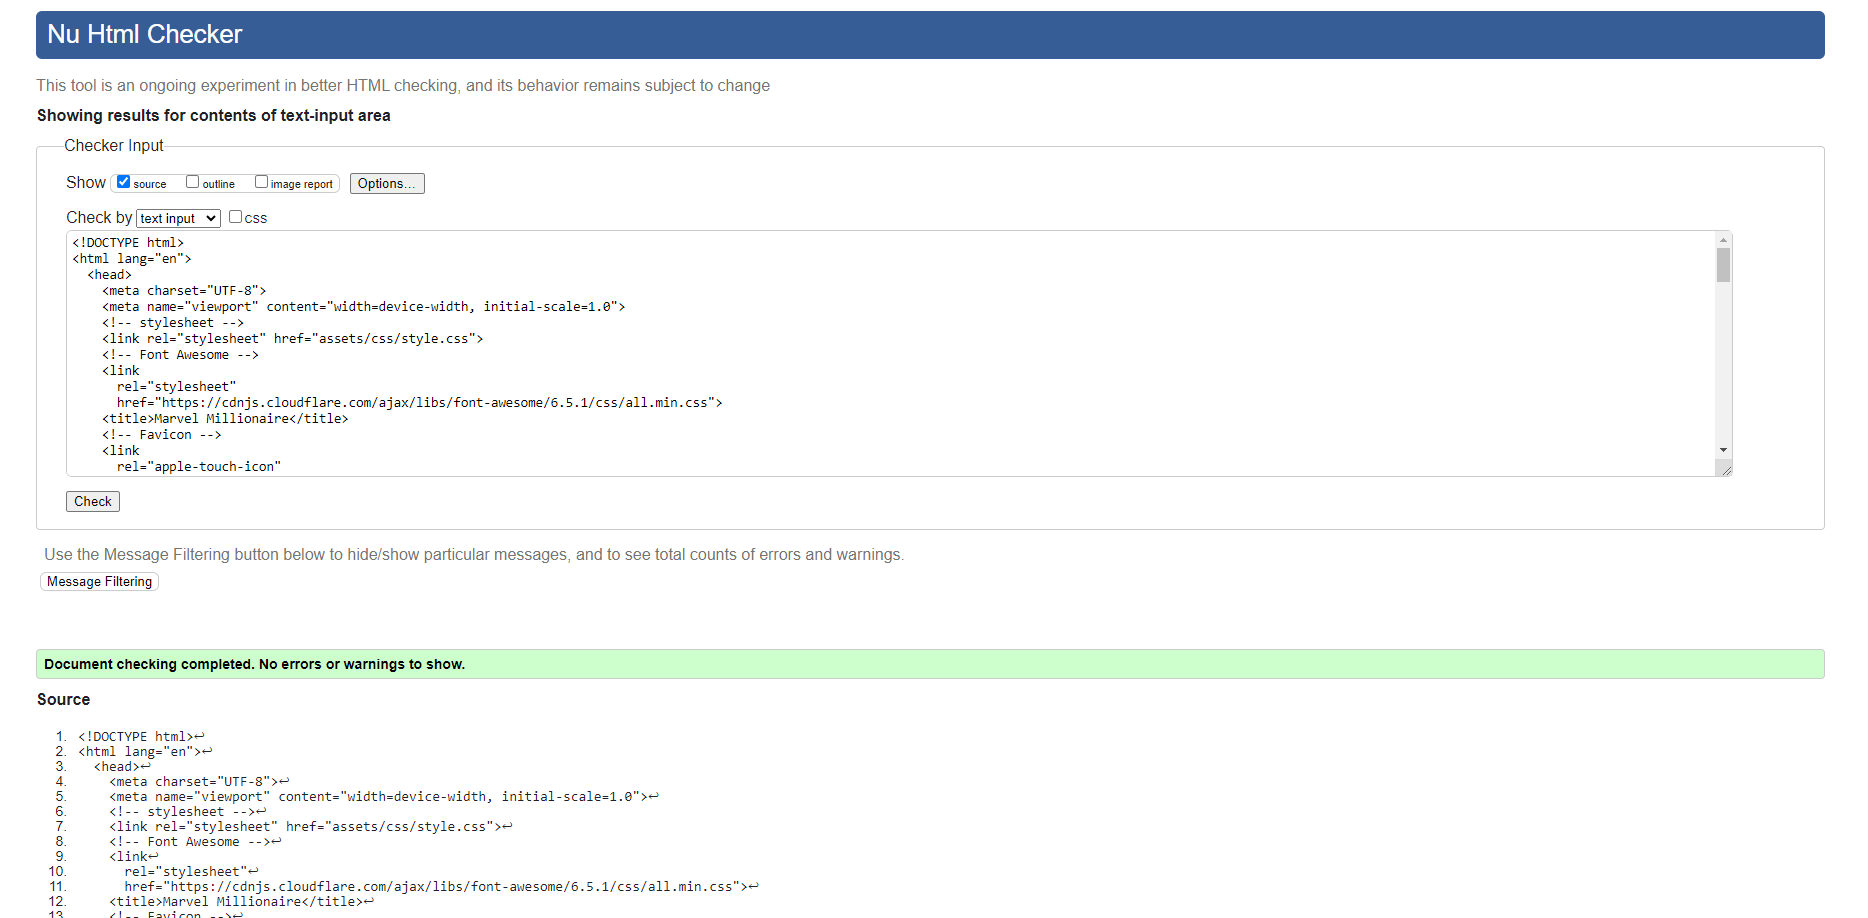 Nu Html Checker
This tool is an ongoing experiment in better HTML checking, and its behavior remains subject to change
Showing results for contents of text-input area
Checker Input
Show source outline image report Options...
Check by text input css
<!DOCTYPE html>
<html lang="en">
  <head>
    <meta charset="UTF-8">
    <meta name="viewport" content="width=device-width, initial-scale=1.0">
    <!-- stylesheet -->
    <link rel="stylesheet" href="assets/css/style.css">
    <!-- Font Awesome -->
    <link
      rel="stylesheet"
      href="https://cdnjs.cloudflare.com/ajax/libs/font-awesome/6.5.1/css/all.min.css">
    <title>Marvel Millionaire</title>
    <!-- Favicon -->
    <link
      rel="apple-touch-icon"
Check
Use the Message Filtering button below to hide/show particular messages, and to see total counts of errors and warnings.
Message Filtering
Document checking completed. No errors or warnings to show.
Source
1. <!DOCTYPE html>↩
2. <html lang="en">↩
3.   <head>↩
4.     <meta charset="UTF-8">↩
5.     <meta name="viewport" content="width=device-width, initial-scale=1.0">↩
6.     <!-- stylesheet -->↩
7.     <link rel="stylesheet" href="assets/css/style.css">↩
8.     <!-- Font Awesome -->↩
9.     <link↩
10.       rel="stylesheet"↩
11.       href="https://cdnjs.cloudflare.com/ajax/libs/font-awesome/6.5.1/css/all.min.css">↩
12.     <title>Marvel Millionaire</title>↩
13.     <!-- Favicon -->↩